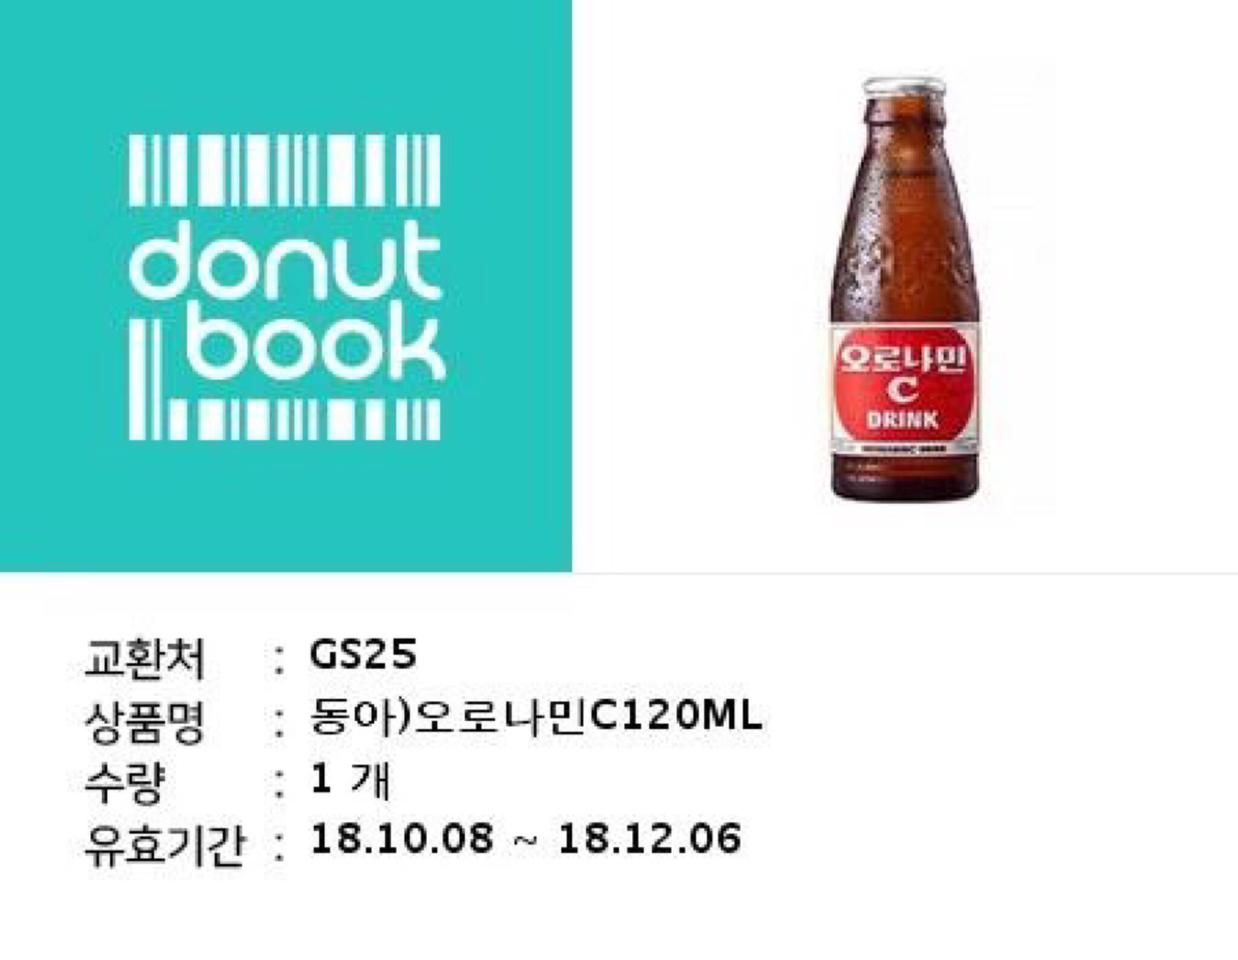 donut
book
오로나민
C
DRINK
교환처 : GS25
상품명 : 동아)오로나민C120ML
수량 : 1 개
유효기간 : 18.10.08 ~ 18.12.06